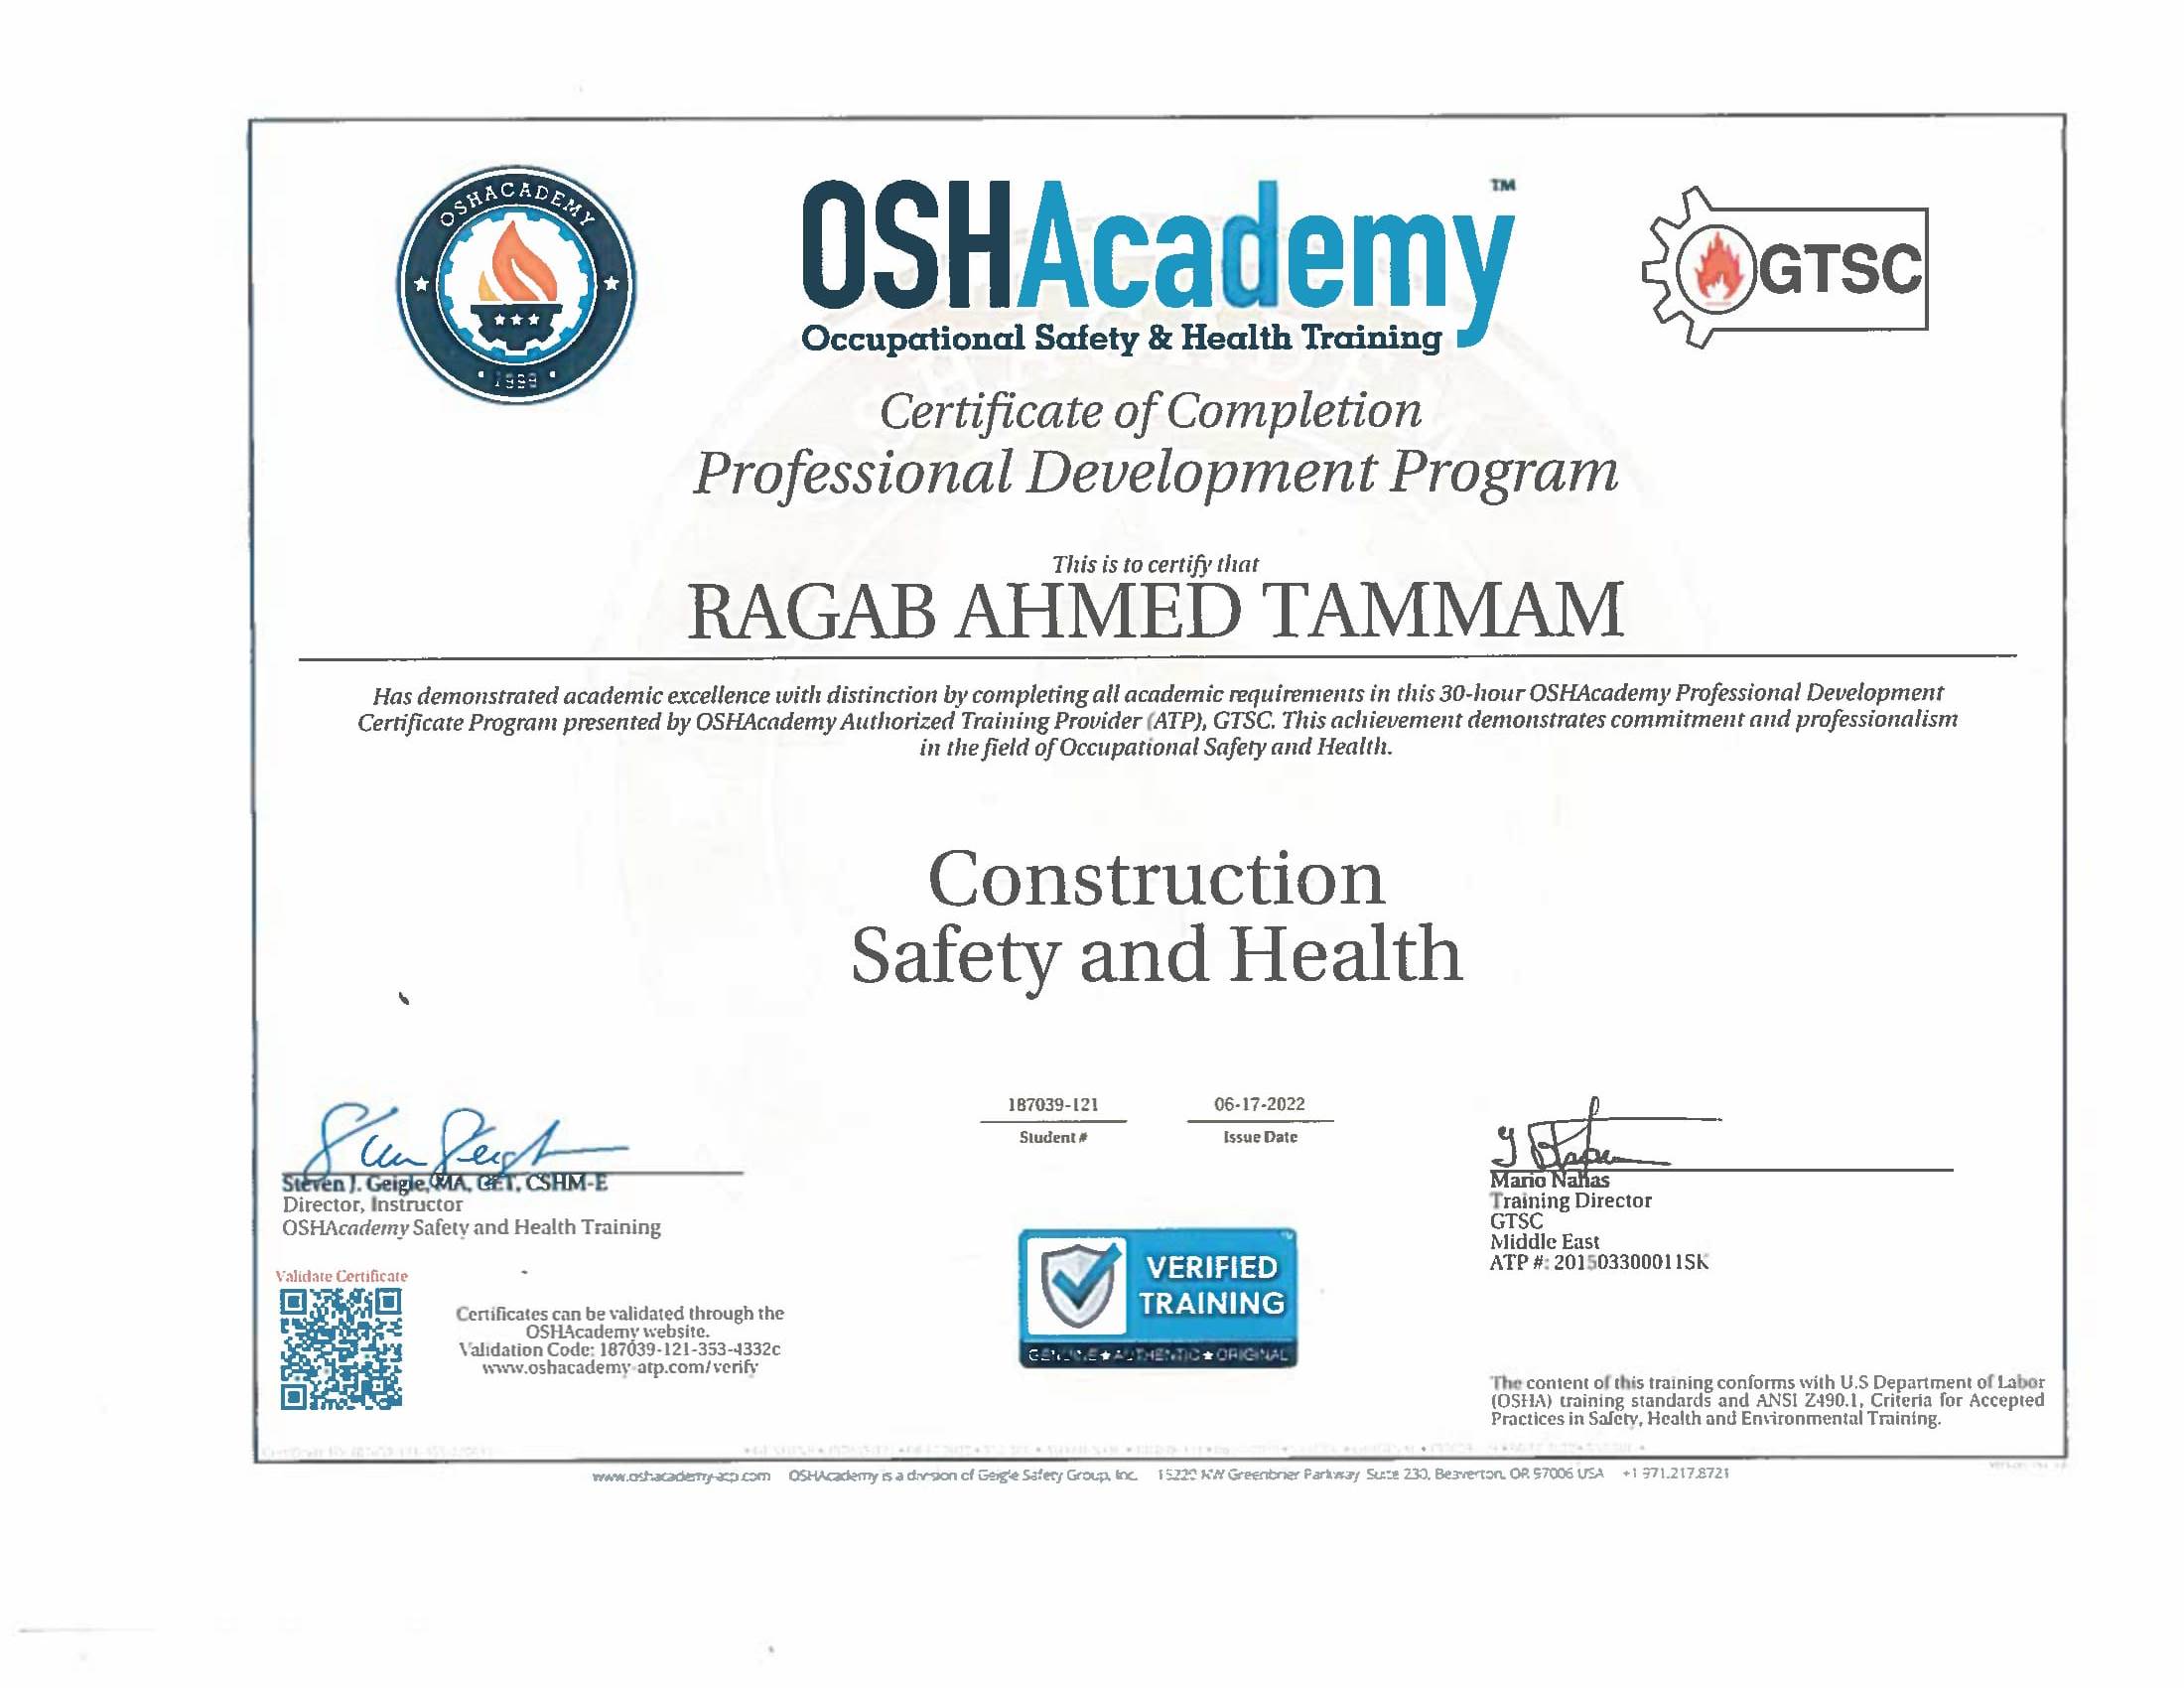 OSHACADEMY
1999
OSHAcademy™
Occupational Safety & Health Training
GTSC
Certificate of Completion
Professional Development Program
This is to certify that
RAGAB AHMED TAMMAM
Has demonstrated academic excellence with distinction by completing all academic requirements in this 30-hour OSHAcademy Professional Development
Certificate Program presented by OSHAcademy Authorized Training Provider (ATP), GTSC. This achievement demonstrates commitment and professionalism
in the field of Occupational Safety and Health.
Construction
Safety and Health
187039-121
Student #
06-17-2022
Issue Date
Steven J. Geigle, MA, CET, CSHM-E
Director, Instructor
OSHAcademy Safety and Health Training
Mario Nahas
Training Director
GTSC
Middle East
ATP #: 201503300011SK
Validate Certificate
Certificates can be validated through the
OSHAcademy website.
Validation Code: 187039-121-353-4332c
www.oshacademy-atp.com/verify
VERIFIED
TRAINING
GENUINE★AUTHENTIC★ORIGINAL
The content of this training conforms with U.S Department of Labor
(OSHA) training standards and ANSI Z490.1, Criteria for Accepted
Practices in Safety, Health and Environmental Training.
www.oshacademy-atp.com OSHAcademy is a division of Geigle Safety Group, Inc. 15220 NW Greenbrier Parkway Suite 230, Beaverton, OR 97006 USA +1 971.217.8721